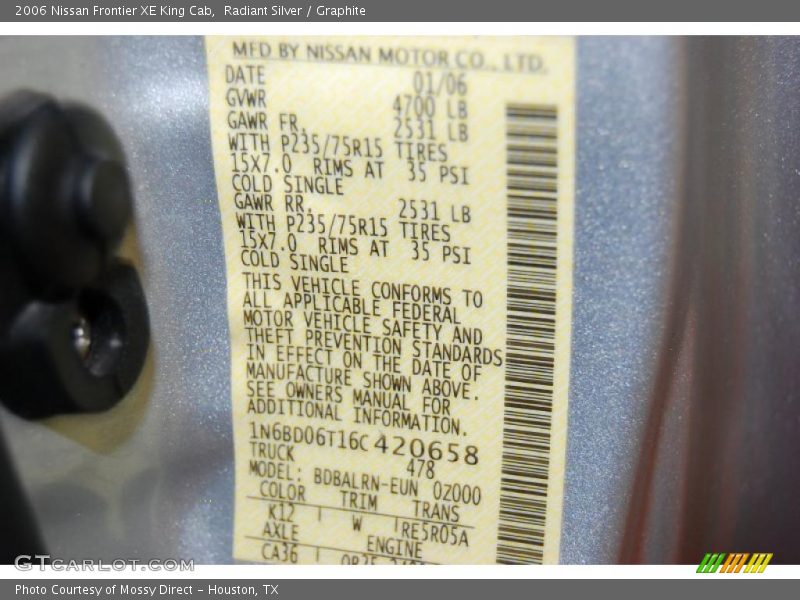 2006 Nissan Frontier XE King Cab,  Radiant Silver / Graphite
MFD BY NISSAN MOTOR CO., LTD.
DATE 01/06
GVWR 4700 LB
GAWR FR. 2531 LB
WITH P235/75R15 TIRES
15X7.0 RIMS AT 35 PSI
COLD SINGLE
GAWR RR. 2531 LB
WITH P235/75R15 TIRES
15X7.0 RIMS AT 35 PSI
COLD SINGLE
THIS VEHICLE CONFORMS TO
ALL APPLICABLE FEDERAL
MOTOR VEHICLE SAFETY AND
THEFT PREVENTION STANDARDS
IN EFFECT ON THE DATE OF
MANUFACTURE SHOWN ABOVE.
SEE OWNERS MANUAL FOR
ADDITIONAL INFORMATION.
1N6BD06T16C420658
TRUCK 478
MODEL: BDBALRN-EUN 0Z000
COLOR TRIM TRANS
K12 W RE5R05A
AXLE ENGINE
CA36
GTCarLot.com
Photo Courtesy of Mossy Direct – Houston, TX